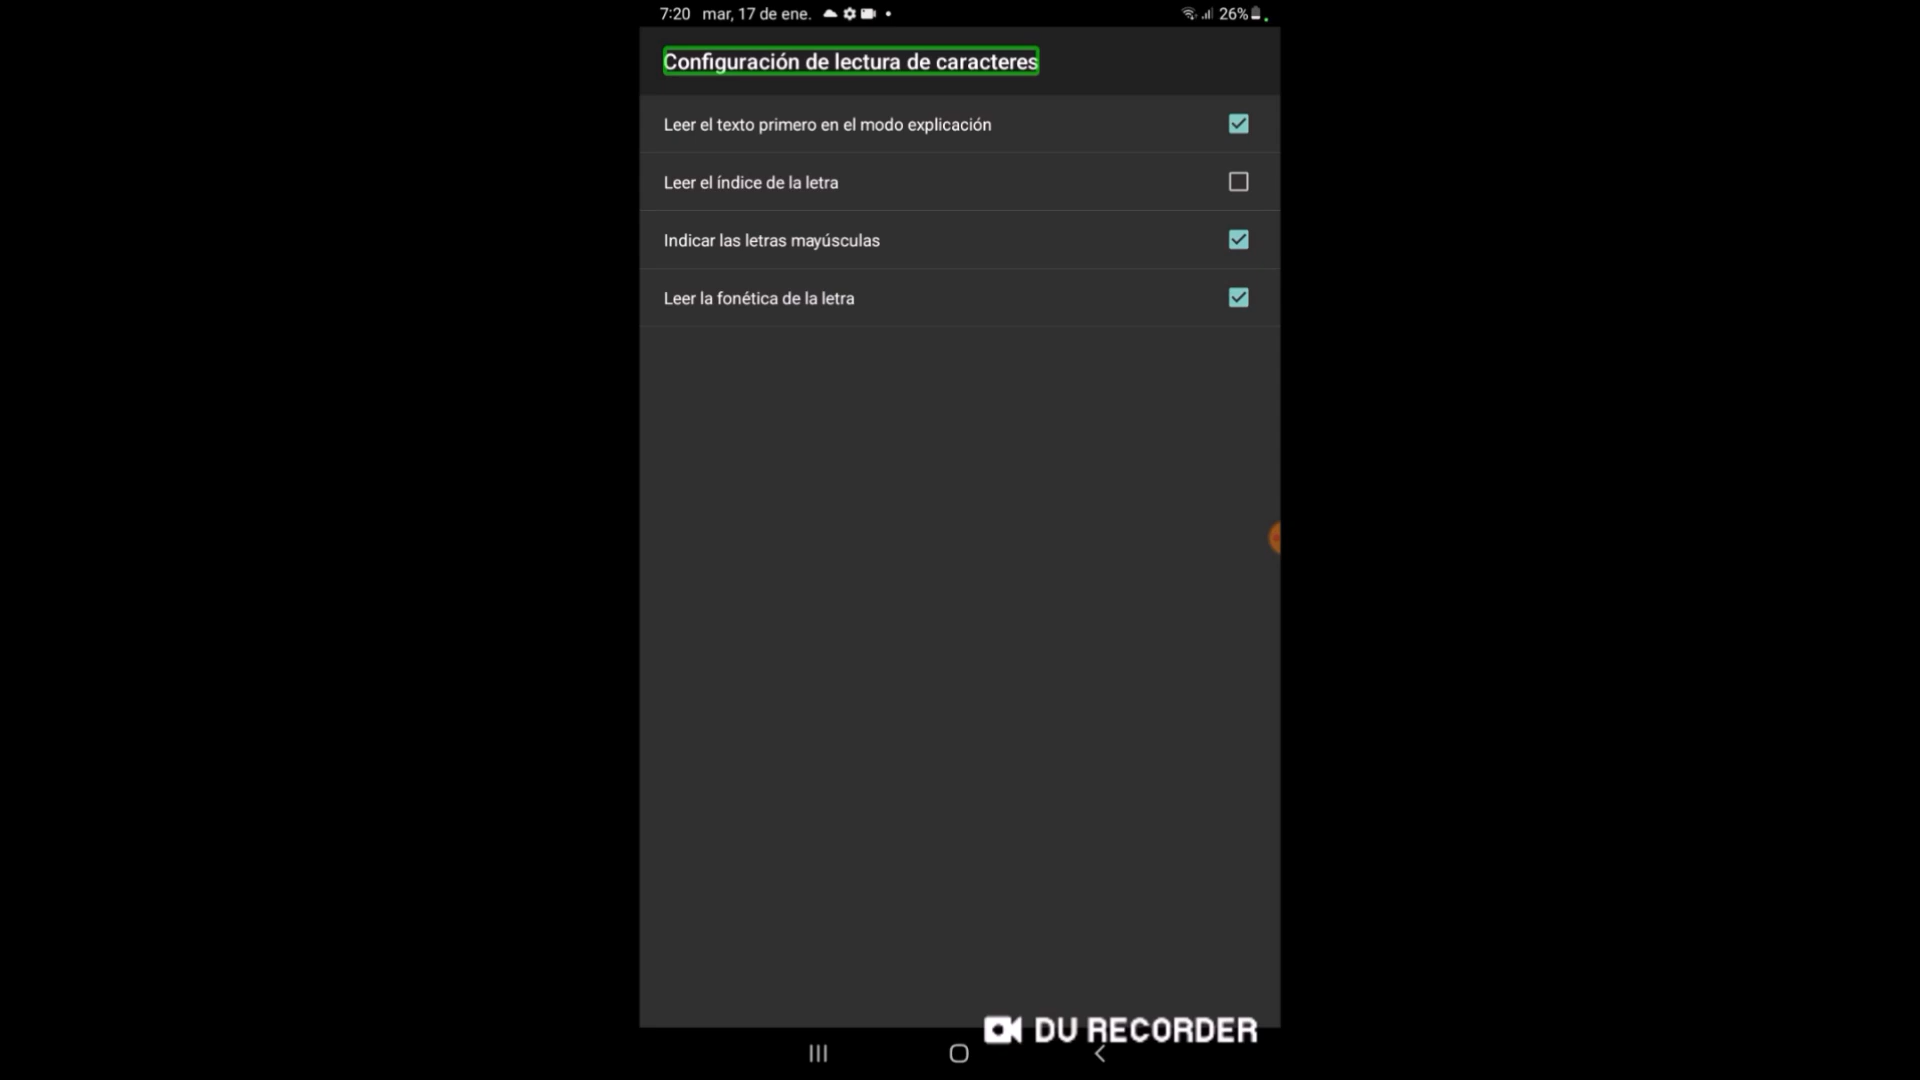 7:20 mar, 17 de ene.
26%
Configuración de lectura de caracteres
Leer el texto primero en el modo explicación
Leer el índice de la letra
Indicar las letras mayúsculas
Leer la fonética de la letra
DU RECORDER